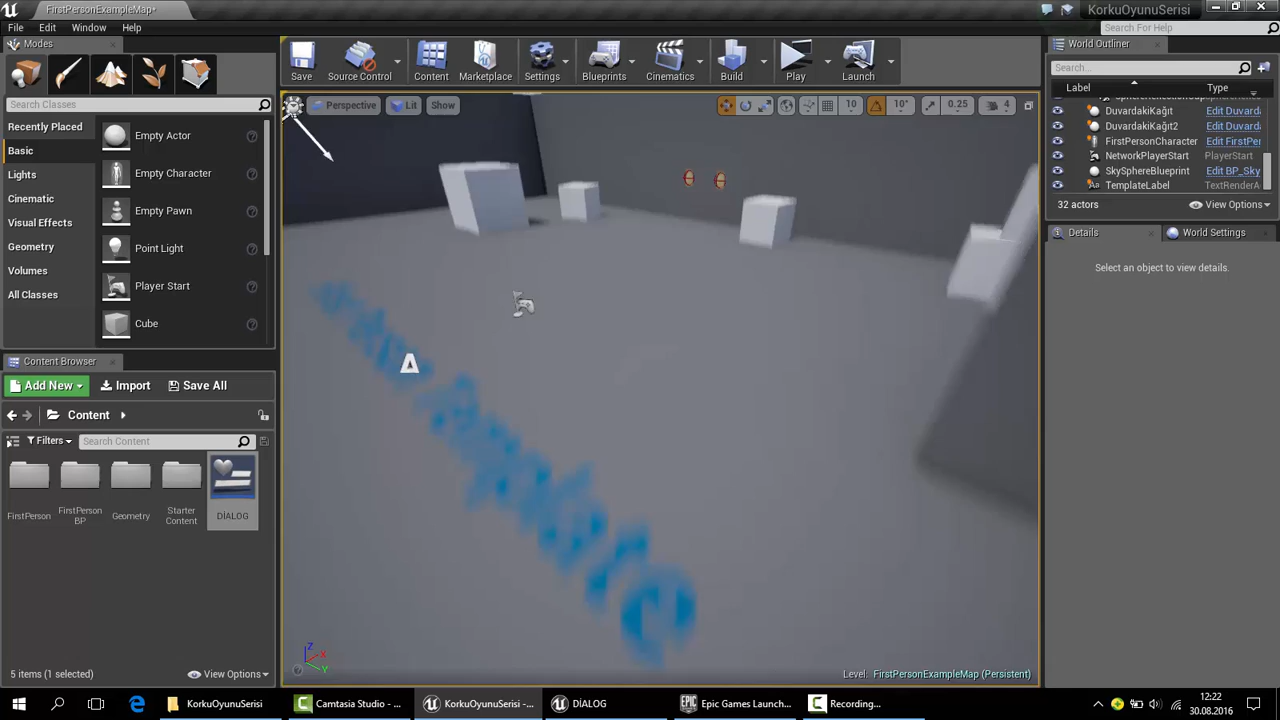 FirstPersonExampleMap*
KorkuOyunuSerisi
File Edit Window Help
Search For Help
Modes
World Outliner
Save
Source Control
Content
Marketplace
Settings
Blueprints
Cinematics
Build
Play
Launch
Search...
Label Type
Search Classes
Perspective Lit Show
10 10° 0.25 4
Recently Placed
Basic
Lights
Cinematic
Visual Effects
Geometry
Volumes
All Classes
Empty Actor
Empty Character
Empty Pawn
Point Light
Player Start
Cube
DuvardakiKağıt Edit Duvard
DuvardakiKağıt2 Edit Duvard
FirstPersonCharacter Edit FirstPer
NetworkPlayerStart PlayerStart
SkySphereBlueprint Edit BP_Sky
TemplateLabel TextRenderA
32 actors View Options
Details World Settings
Select an object to view details.
Content Browser
Add New Import Save All
Content
Filters Search Content
FirstPerson
FirstPerson
BP
Geometry
Starter
Content
DİALOG
A
5 items (1 selected) View Options
Z
X
Y
Level: FirstPersonExampleMap (Persistent)
KorkuOyunuSerisi
Camtasia Studio - ...
KorkuOyunuSerisi -...
DİALOG
Epic Games Launch...
Recording...
12:22
30.08.2016